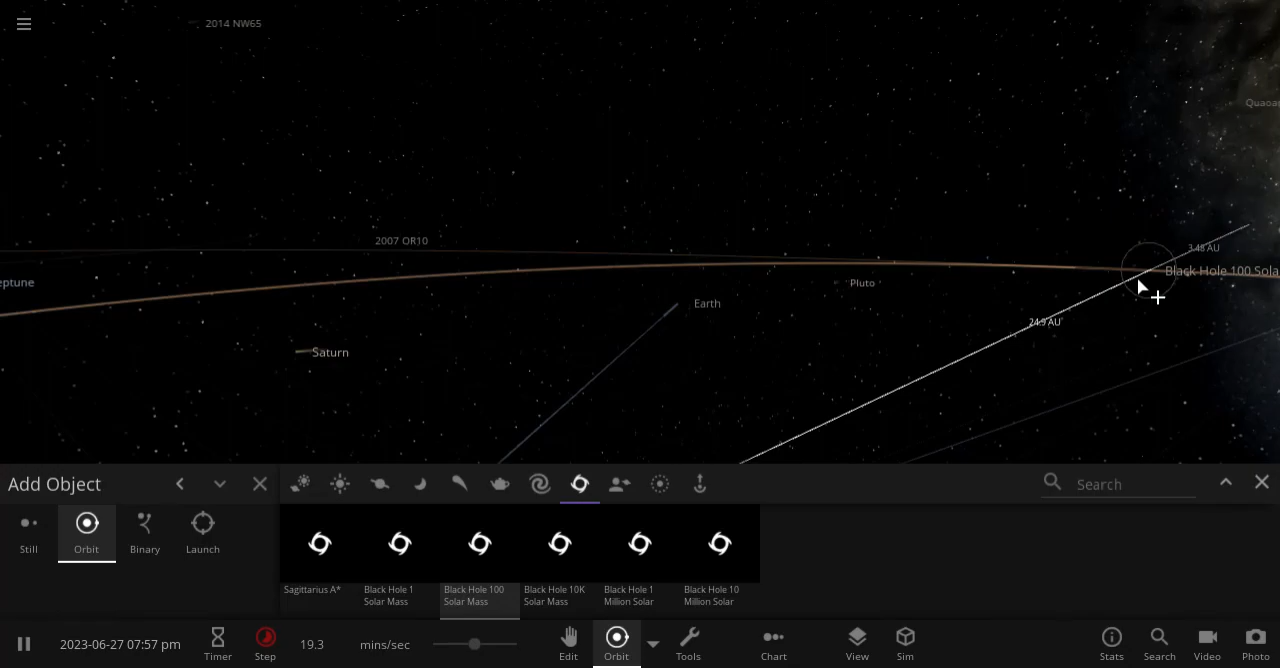 2014 NW65
Quaoar
2007 OR10
3.48 AU
Black Hole 100 Sola
eptune
Pluto
Earth
24.9 AU
Saturn
Add Object
Search
Still
Orbit
Binary
Launch
Sagittarius A*
Black Hole 1
Solar Mass
Black Hole 100
Solar Mass
Black Hole 10K
Solar Mass
Black Hole 1
Million Solar
Black Hole 10
Million Solar
2023-06-27 07:57 pm
Timer
Step
19.3
mins/sec
Edit
Orbit
Tools
Chart
View
Sim
Stats
Search
Video
Photo